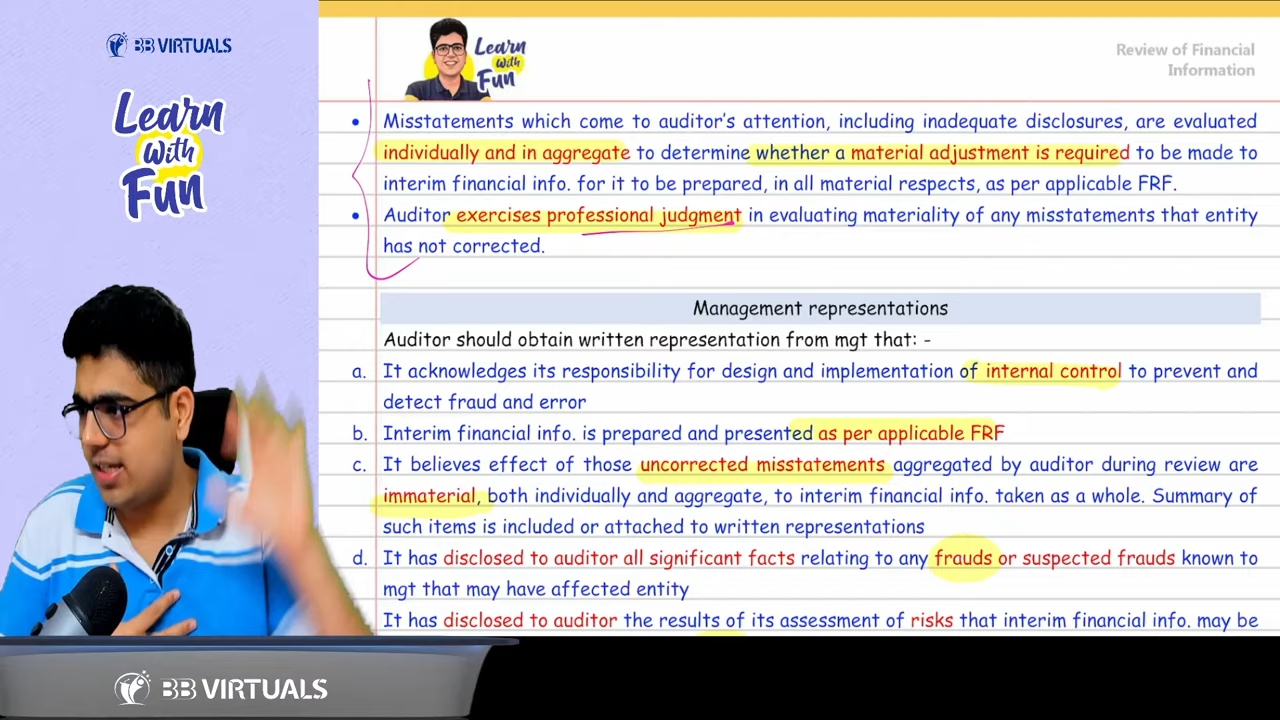 BB VIRTUALS
Learn
With
Fun
Learn
With
Fun
Review of Financial
Information
• Misstatements which come to auditor's attention, including inadequate disclosures, are evaluated
individually and in aggregate to determine whether a material adjustment is required to be made to
interim financial info. for it to be prepared, in all material respects, as per applicable FRF.
• Auditor exercises professional judgment in evaluating materiality of any misstatements that entity
has not corrected.
Management representations
Auditor should obtain written representation from mgt that: -
a. It acknowledges its responsibility for design and implementation of internal control to prevent and
detect fraud and error
b. Interim financial info. is prepared and presented as per applicable FRF
c. It believes effect of those uncorrected misstatements aggregated by auditor during review are
immaterial, both individually and aggregate, to interim financial info. taken as a whole. Summary of
such items is included or attached to written representations
d. It has disclosed to auditor all significant facts relating to any frauds or suspected frauds known to
mgt that may have affected entity
It has disclosed to auditor the results of its assessment of risks that interim financial info. may be
BB VIRTUALS